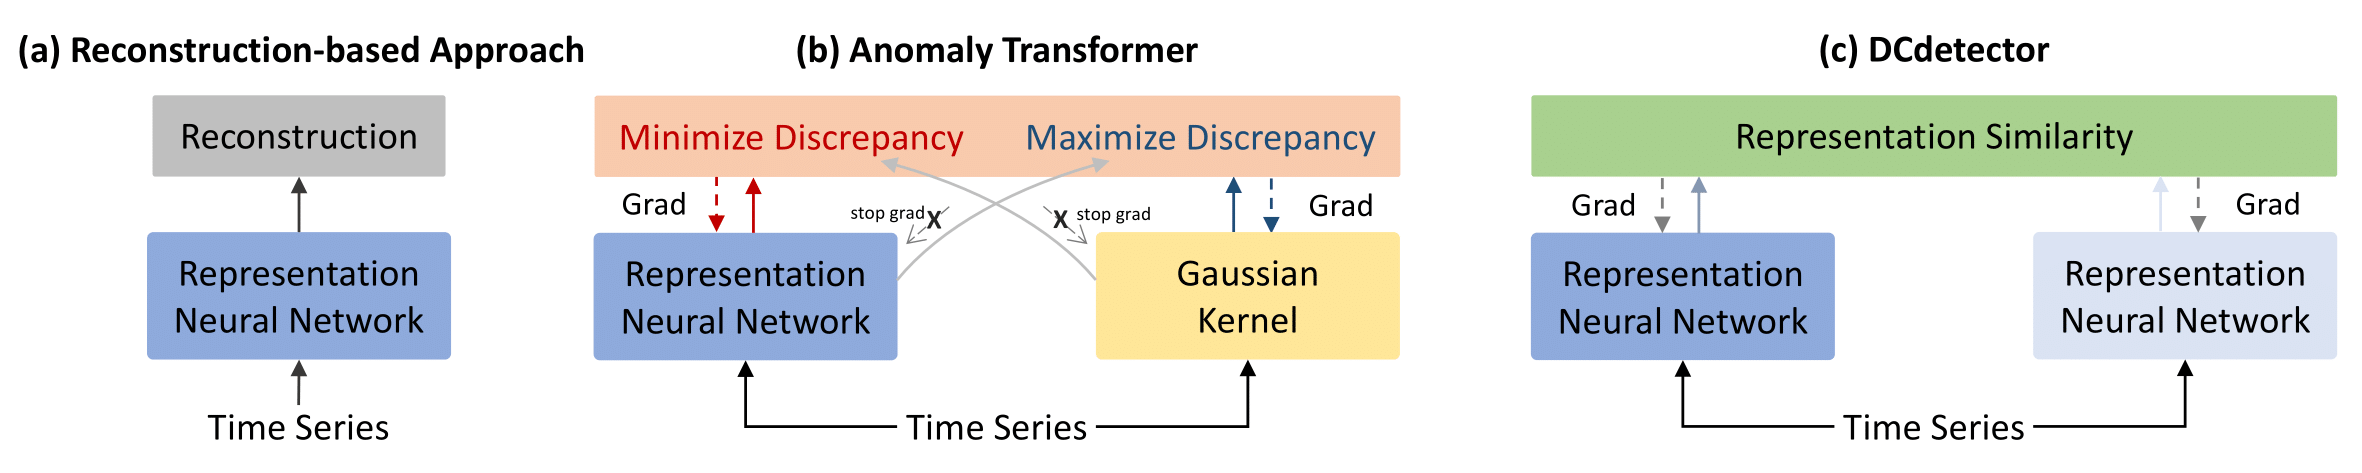 (a) Reconstruction-based Approach
Reconstruction
Representation
Neural Network
Time Series
(b) Anomaly Transformer
Minimize Discrepancy
Maximize Discrepancy
Grad
stop grad
X
X
stop grad
Grad
Representation
Neural Network
Gaussian
Kernel
Time Series
(c) DCdetector
Representation Similarity
Grad
Grad
Representation
Neural Network
Representation
Neural Network
Time Series